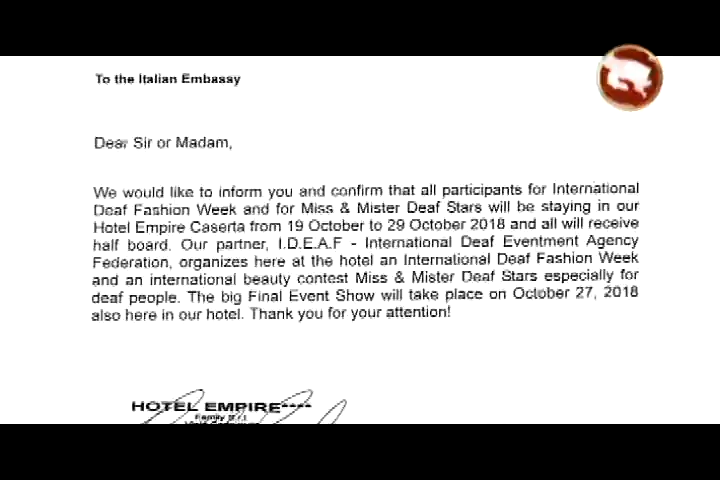 To the Italian Embassy
Dear Sir or Madam,
We would like to inform you and confirm that all participants for International
Deaf Fashion Week and for Miss & Mister Deaf Stars will be staying in our
Hotel Empire Caserta from 19 October to 29 October 2018 and all will receive
half board. Our partner, I.D.E.A.F - International Deaf Eventment Agency
Federation, organizes here at the hotel an International Deaf Fashion Week
and an international beauty contest Miss & Mister Deaf Stars especially for
deaf people. The big Final Event Show will take place on October 27, 2018
also here in our hotel. Thank you for your attention!
HOTEL EMPIRE****
Family S.r.l